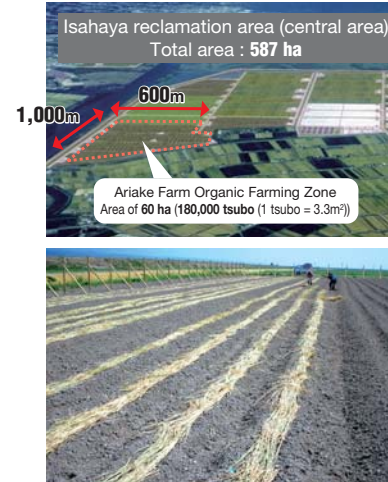 Isahaya reclamation area (central area)
Total area : 587 ha
600m
1,000m
Ariake Farm Organic Farming Zone
Area of 60 ha (180,000 tsubo (1 tsubo = 3.3m²))